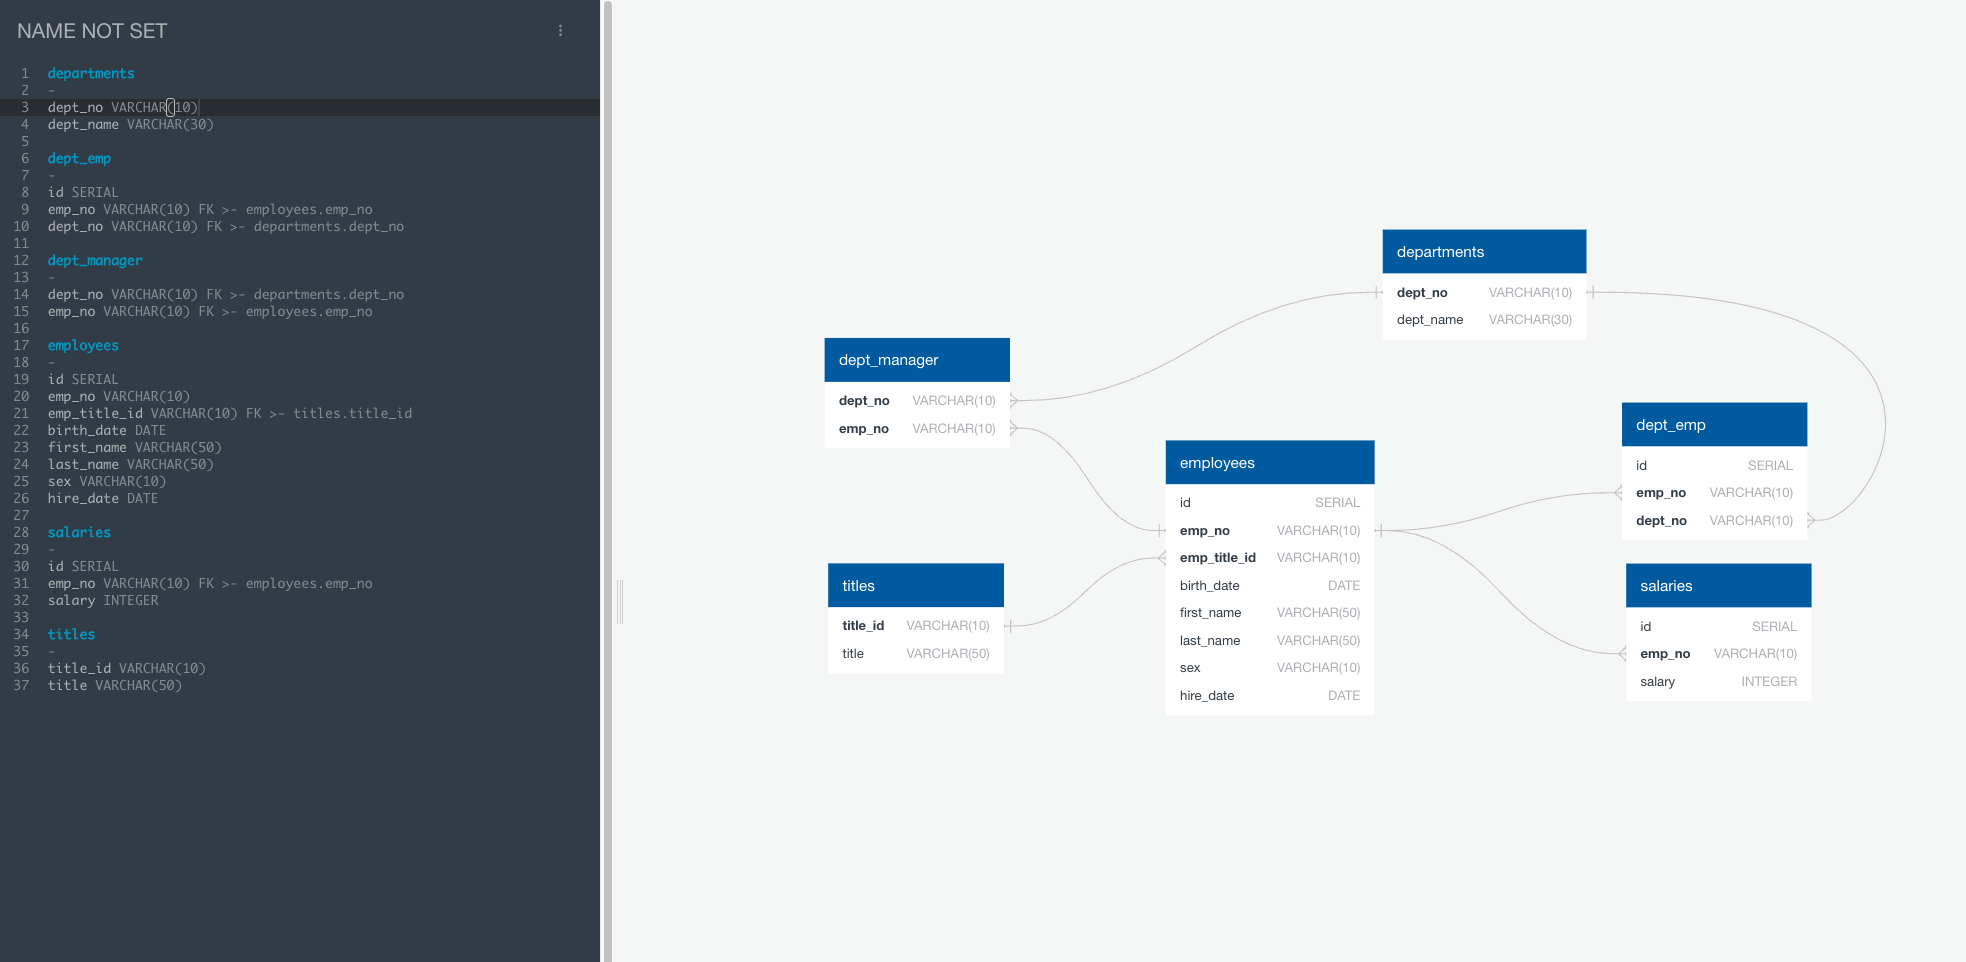 NAME NOT SET
1 departments
2 -
3 dept_no VARCHAR(10)
4 dept_name VARCHAR(30)
5
6 dept_emp
7 -
8 id SERIAL
9 emp_no VARCHAR(10) FK >- employees.emp_no
10 dept_no VARCHAR(10) FK >- departments.dept_no
11
12 dept_manager
13 -
14 dept_no VARCHAR(10) FK >- departments.dept_no
15 emp_no VARCHAR(10) FK >- employees.emp_no
16
17 employees
18 -
19 id SERIAL
20 emp_no VARCHAR(10)
21 emp_title_id VARCHAR(10) FK >- titles.title_id
22 birth_date DATE
23 first_name VARCHAR(50)
24 last_name VARCHAR(50)
25 sex VARCHAR(10)
26 hire_date DATE
27
28 salaries
29 -
30 id SERIAL
31 emp_no VARCHAR(10) FK >- employees.emp_no
32 salary INTEGER
33
34 titles
35 -
36 title_id VARCHAR(10)
37 title VARCHAR(50)
departments
dept_no VARCHAR(10)
dept_name VARCHAR(30)
dept_manager
dept_no VARCHAR(10)
emp_no VARCHAR(10)
dept_emp
id SERIAL
emp_no VARCHAR(10)
dept_no VARCHAR(10)
employees
id SERIAL
emp_no VARCHAR(10)
emp_title_id VARCHAR(10)
birth_date DATE
first_name VARCHAR(50)
last_name VARCHAR(50)
sex VARCHAR(10)
hire_date DATE
titles
title_id VARCHAR(10)
title VARCHAR(50)
salaries
id SERIAL
emp_no VARCHAR(10)
salary INTEGER